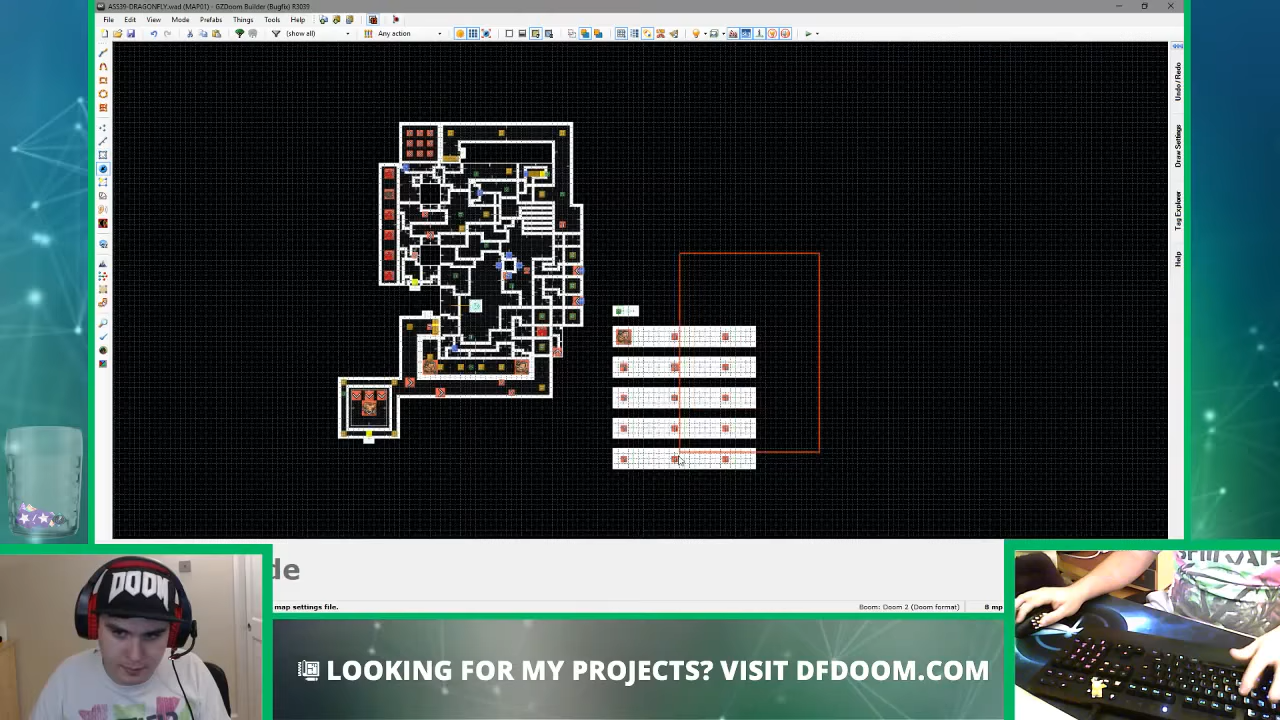 ASS39-DRAGONFLY.wad (MAP01) - GZDoom Builder (Bugfix) R3039
File Edit View Mode Prefabs Things Tools Help
(show all) Any action
Undo / Redo
Draw Settings
Tag Explorer
Help
de
map settings file.
Boom: Doom 2 (Doom format)
8 mp
DOOM
LOOKING FOR MY PROJECTS? VISIT DFDOOM.COM